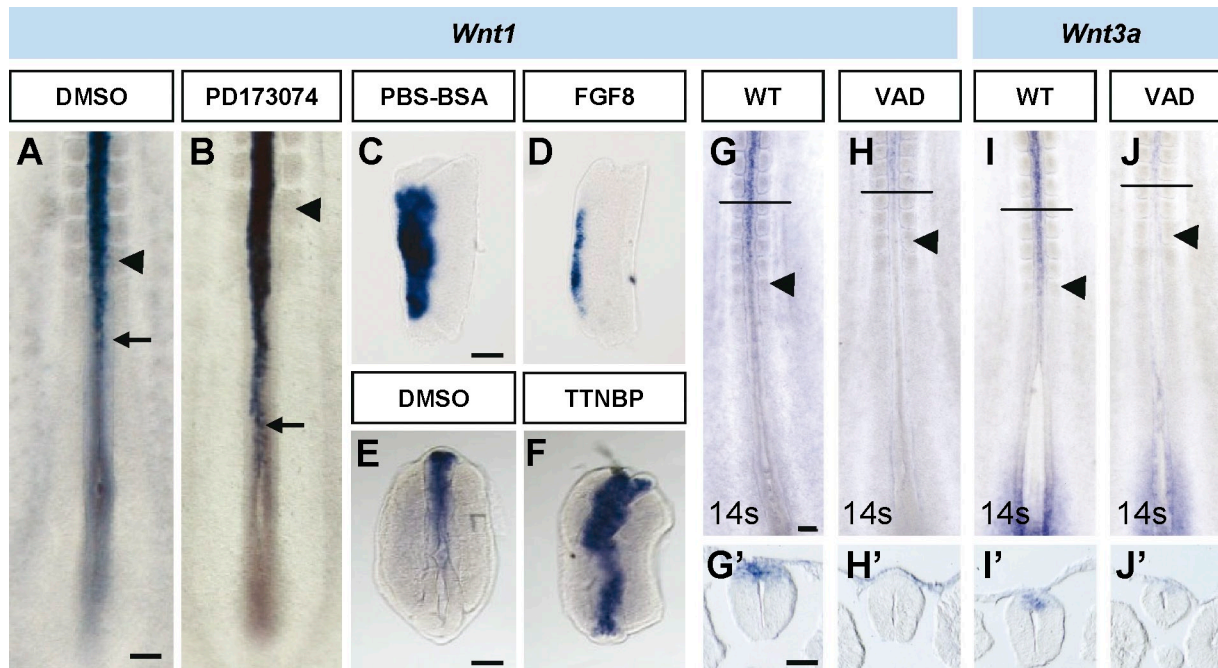 Wnt1 Wnt3a
DMSO PD173074 PBS-BSA FGF8 WT VAD WT VAD
A B C D G H I J
DMSO TTNBP
E F
14s 14s 14s 14s
G’ H’ I’ J’